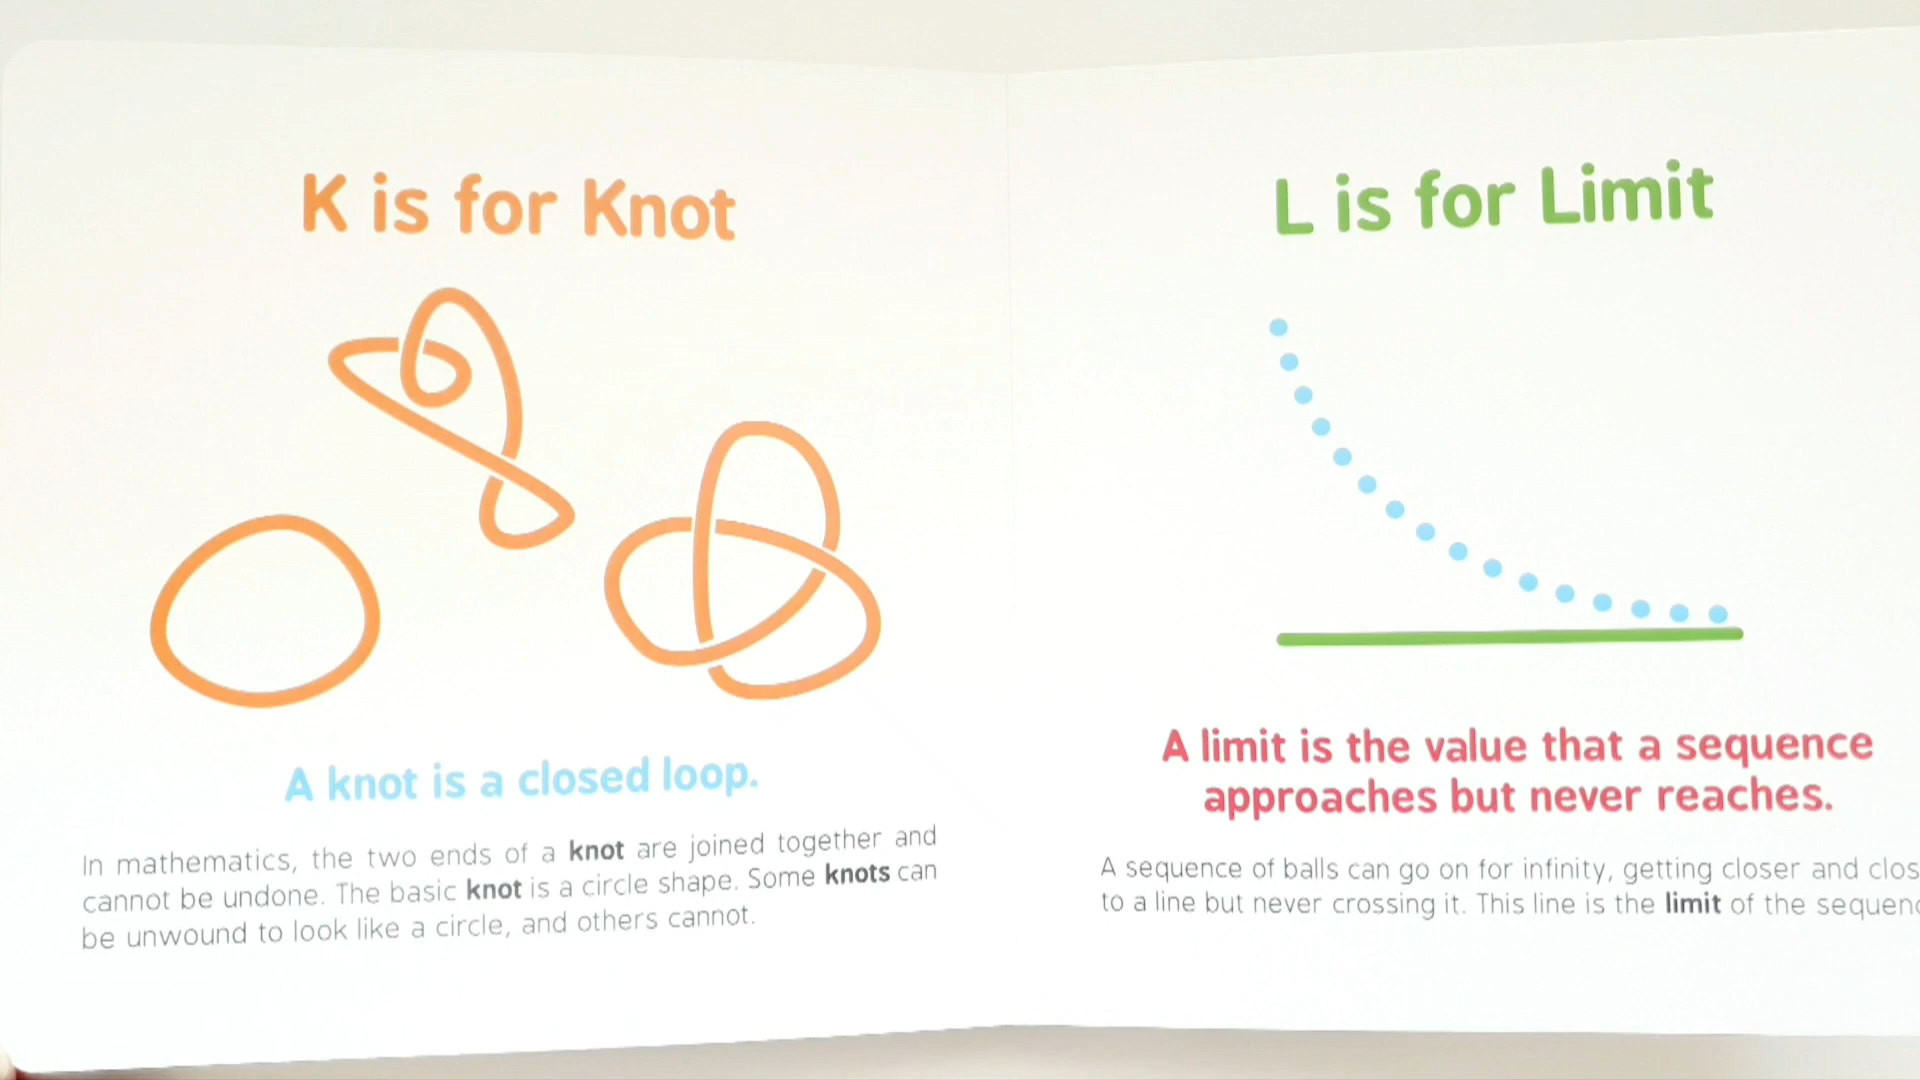 K is for Knot
A knot is a closed loop.
In mathematics, the two ends of a knot are joined together and
cannot be undone. The basic knot is a circle shape. Some knots can
be unwound to look like a circle, and others cannot.
L is for Limit
A limit is the value that a sequence
approaches but never reaches.
A sequence of balls can go on for infinity, getting closer and clos
to a line but never crossing it. This line is the limit of the sequenc